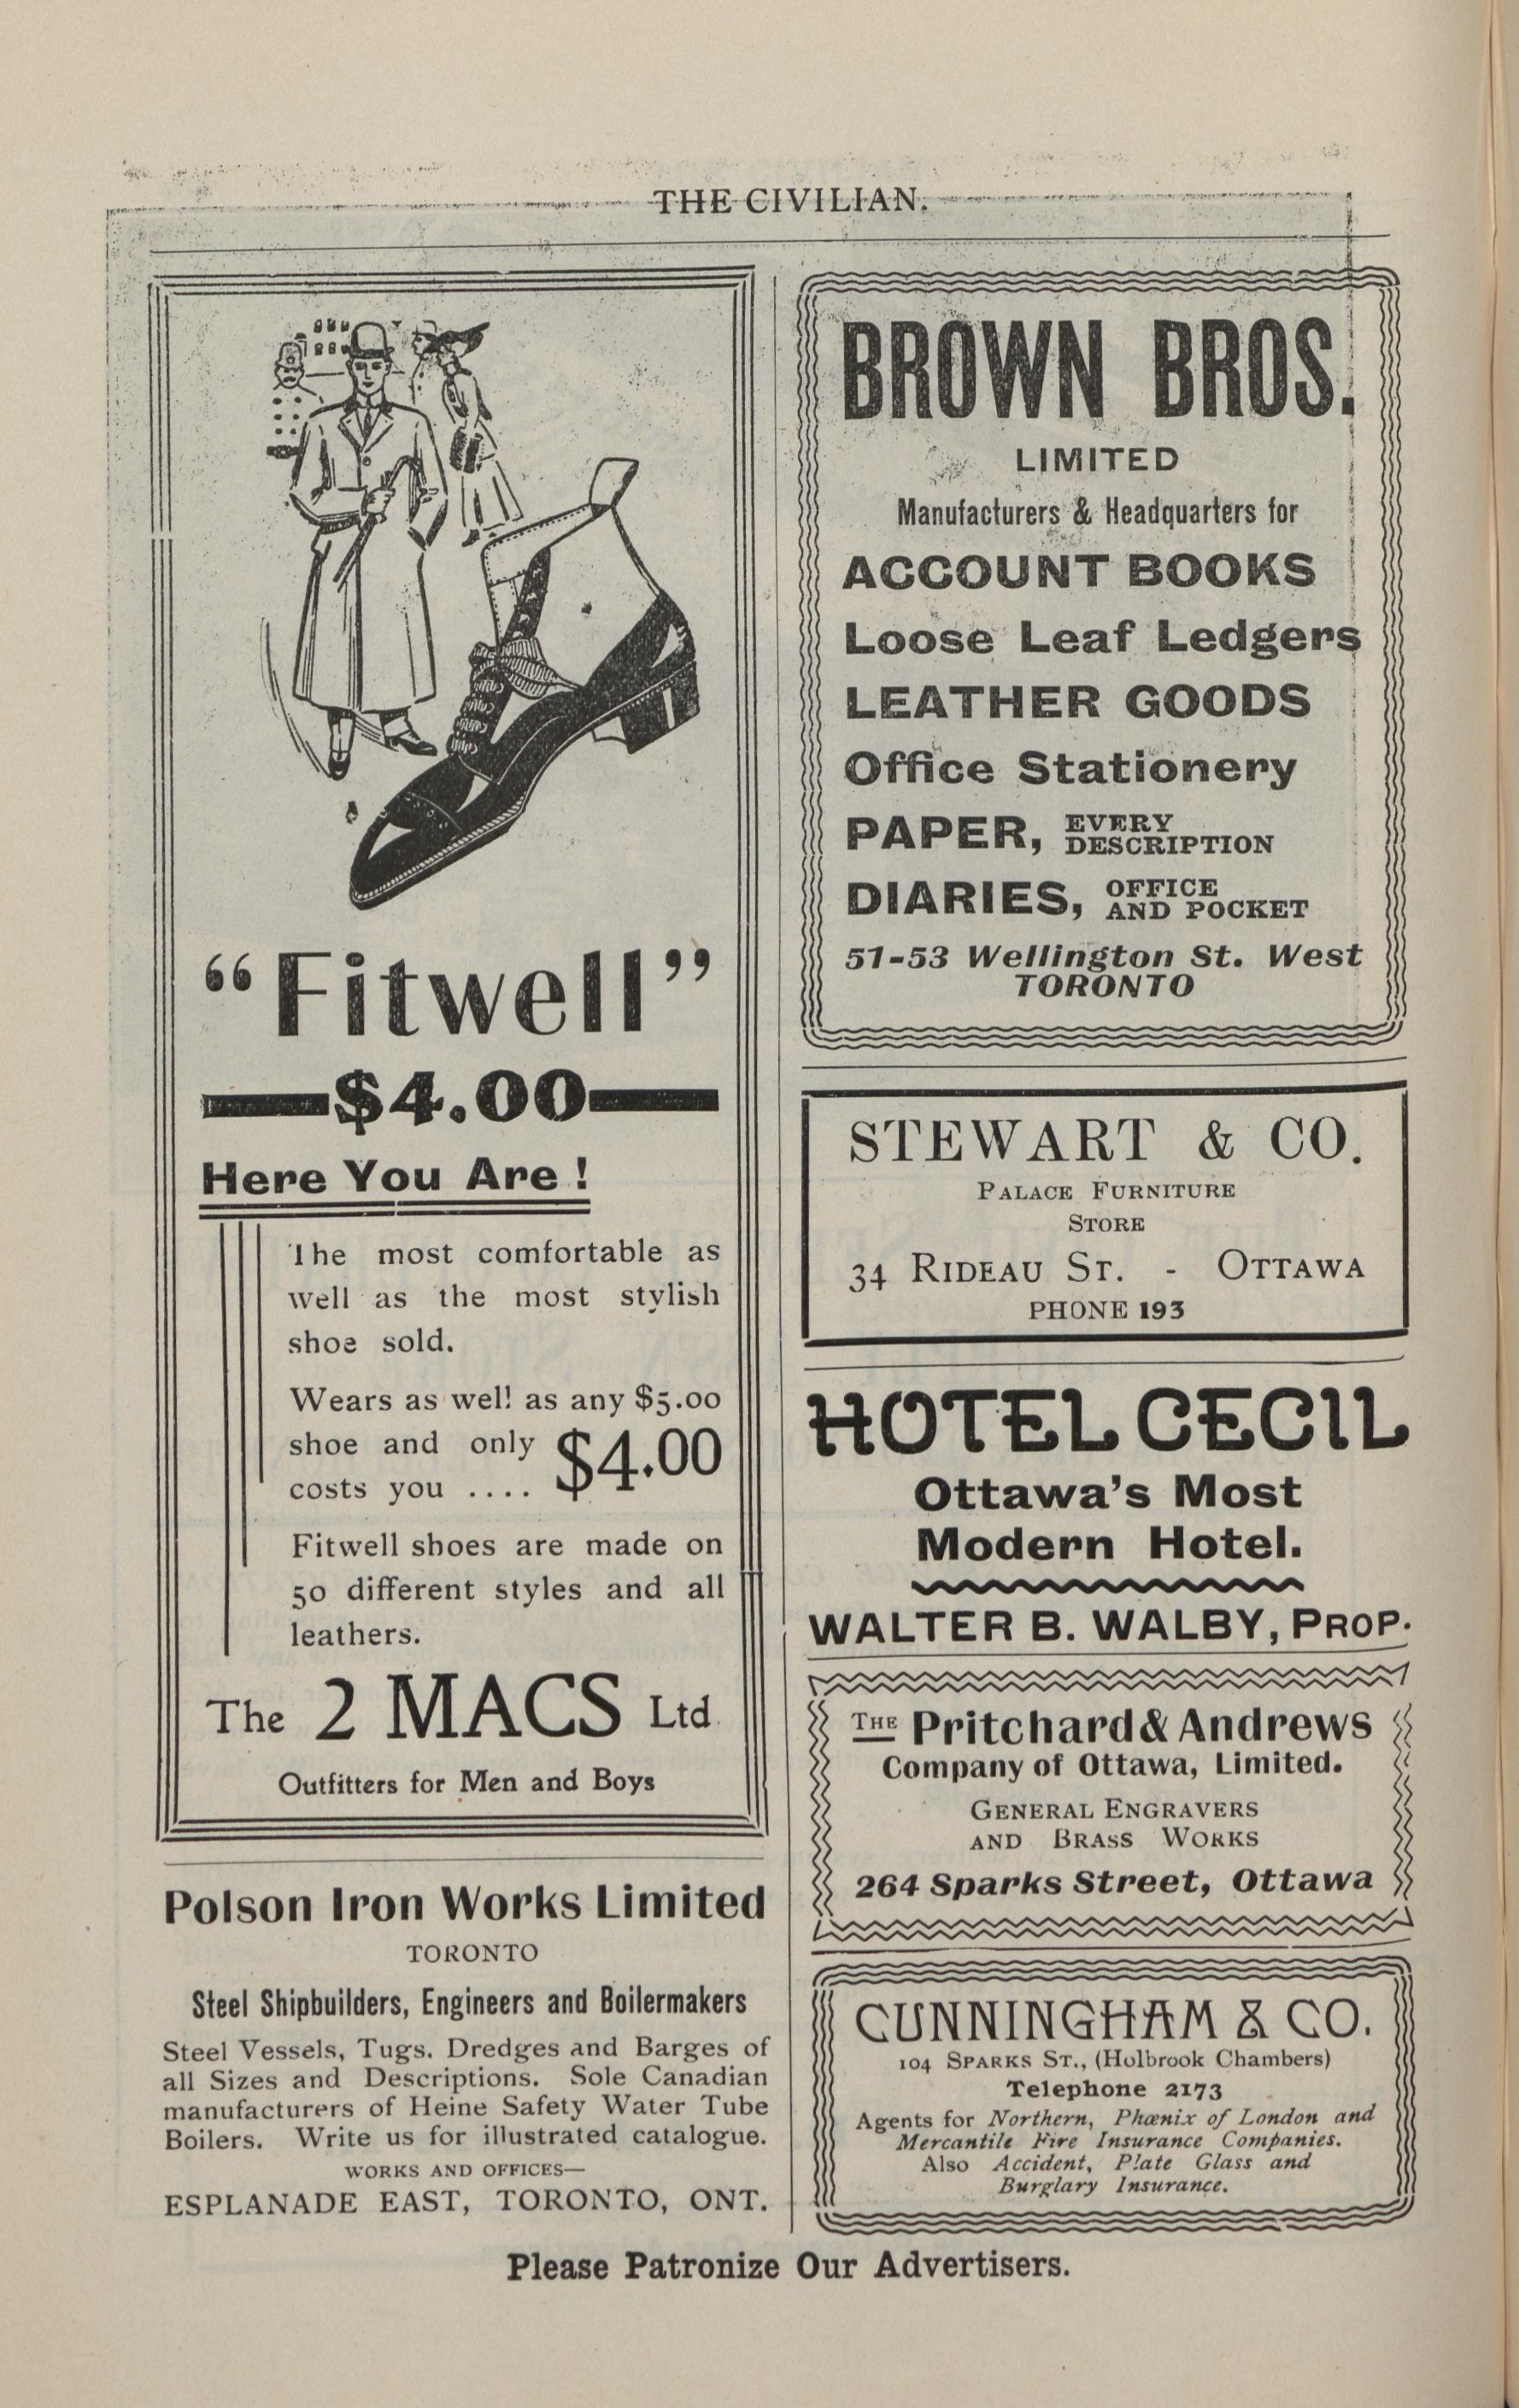 THE CIVILIAN.
“Fitwell”
$4.00
Here You Are !
The most comfortable as
well as the most stylish
shoe sold.
Wears as well as any $5.00
shoe and only $4.00
costs you ....
Fitwell shoes are made on
50 different styles and all
leathers.
The 2 MACS Ltd.
Outfitters for Men and Boys
Polson Iron Works Limited
TORONTO
Steel Shipbuilders, Engineers and Boilermakers
Steel Vessels, Tugs. Dredges and Barges of
all Sizes and Descriptions. Sole Canadian
manufacturers of Heine Safety Water Tube
Boilers. Write us for illustrated catalogue.
WORKS AND OFFICES—
ESPLANADE EAST, TORONTO, ONT.
BROWN BROS.
LIMITED
Manufacturers & Headquarters for
ACCOUNT BOOKS
Loose Leaf Ledgers
LEATHER GOODS
Office Stationery
PAPER, EVERY
DESCRIPTION
DIARIES, OFFICE
AND POCKET
51-53 Wellington St. West
TORONTO
STEWART & CO.
PALACE FURNITURE
STORE
34 RIDEAU ST. - OTTAWA
PHONE 193
HOTEL CECIL
Ottawa’s Most
Modern Hotel.
WALTER B. WALBY, PROP.
THE Pritchard & Andrews
Company of Ottawa, Limited.
GENERAL ENGRAVERS
AND BRASS WORKS
264 Sparks Street, Ottawa
CUNNINGHAM & CO.
104 SPARKS ST., (Holbrook Chambers)
Telephone 2173
Agents for Northern, Phœnix of London and
Mercantile Fire Insurance Companies.
Also Accident, Plate Glass and
Burglary Insurance.
Please Patronize Our Advertisers.